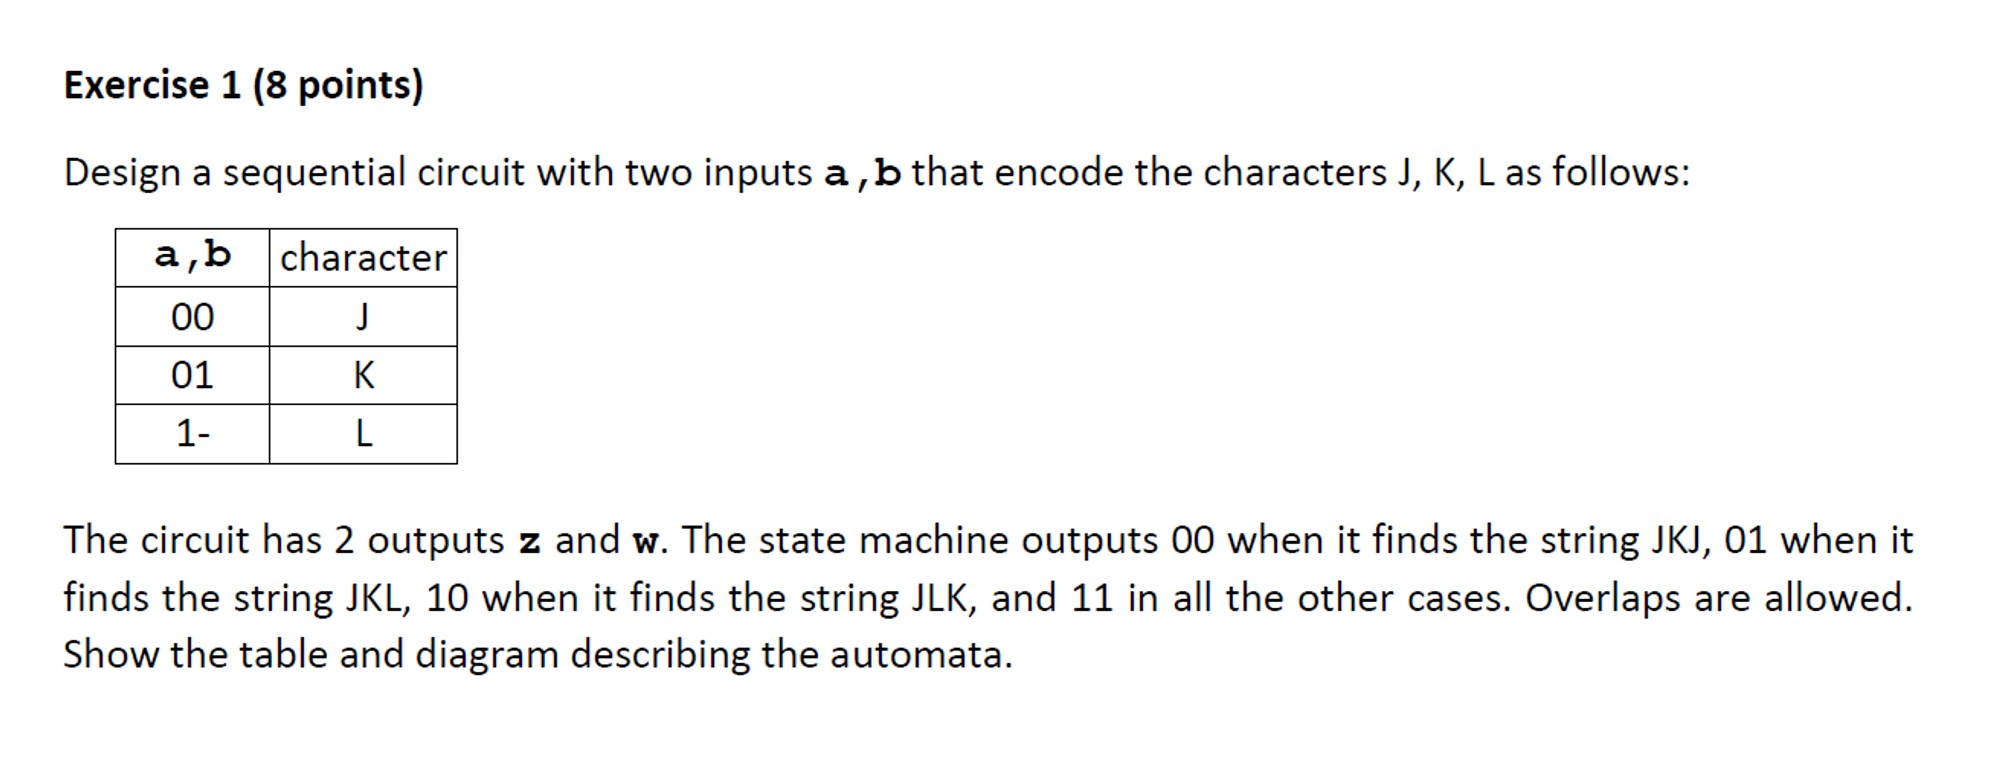 Exercise 1 (8 points)
Design a sequential circuit with two inputs a,b that encode the characters J, K, L as follows:
a,b character
00 J
01 K
1- L
The circuit has 2 outputs z and w. The state machine outputs 00 when it finds the string JKJ, 01 when it
finds the string JKL, 10 when it finds the string JLK, and 11 in all the other cases. Overlaps are allowed.
Show the table and diagram describing the automata.